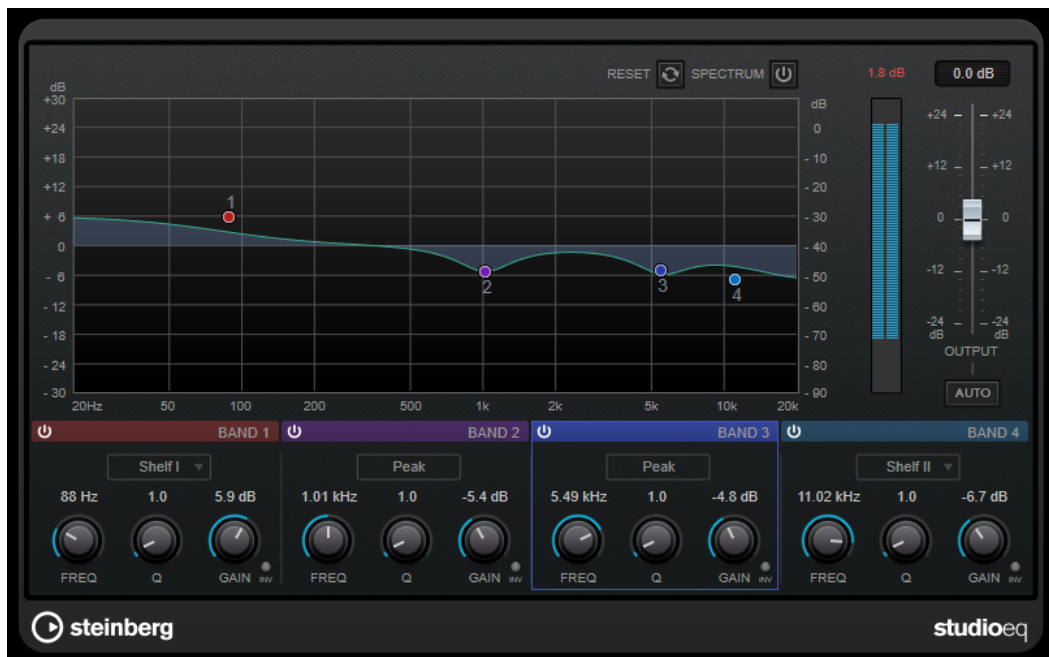 RESET SPECTRUM 1.8 dB 0.0 dB
dB
+30
+24
+18
+12
+ 6
0
- 6
- 12
- 18
- 24
- 30
1
2
3
4
dB
0
- 10
- 20
- 30
- 40
- 50
- 60
- 70
- 80
- 90
20Hz 50 100 200 500 1k 2k 5k 10k 20k
+24 +24
+12 +12
0 0
-12 -12
-24 -24
dB dB
OUTPUT
AUTO
BAND 1 BAND 2 BAND 3 BAND 4
Shelf I Peak Peak Shelf II
88 Hz 1.0 5.9 dB 1.01 kHz 1.0 -5.4 dB 5.49 kHz 1.0 -4.8 dB 11.02 kHz 1.0 -6.7 dB
FREQ Q GAIN INV FREQ Q GAIN INV FREQ Q GAIN INV FREQ Q GAIN INV
steinberg studioeq